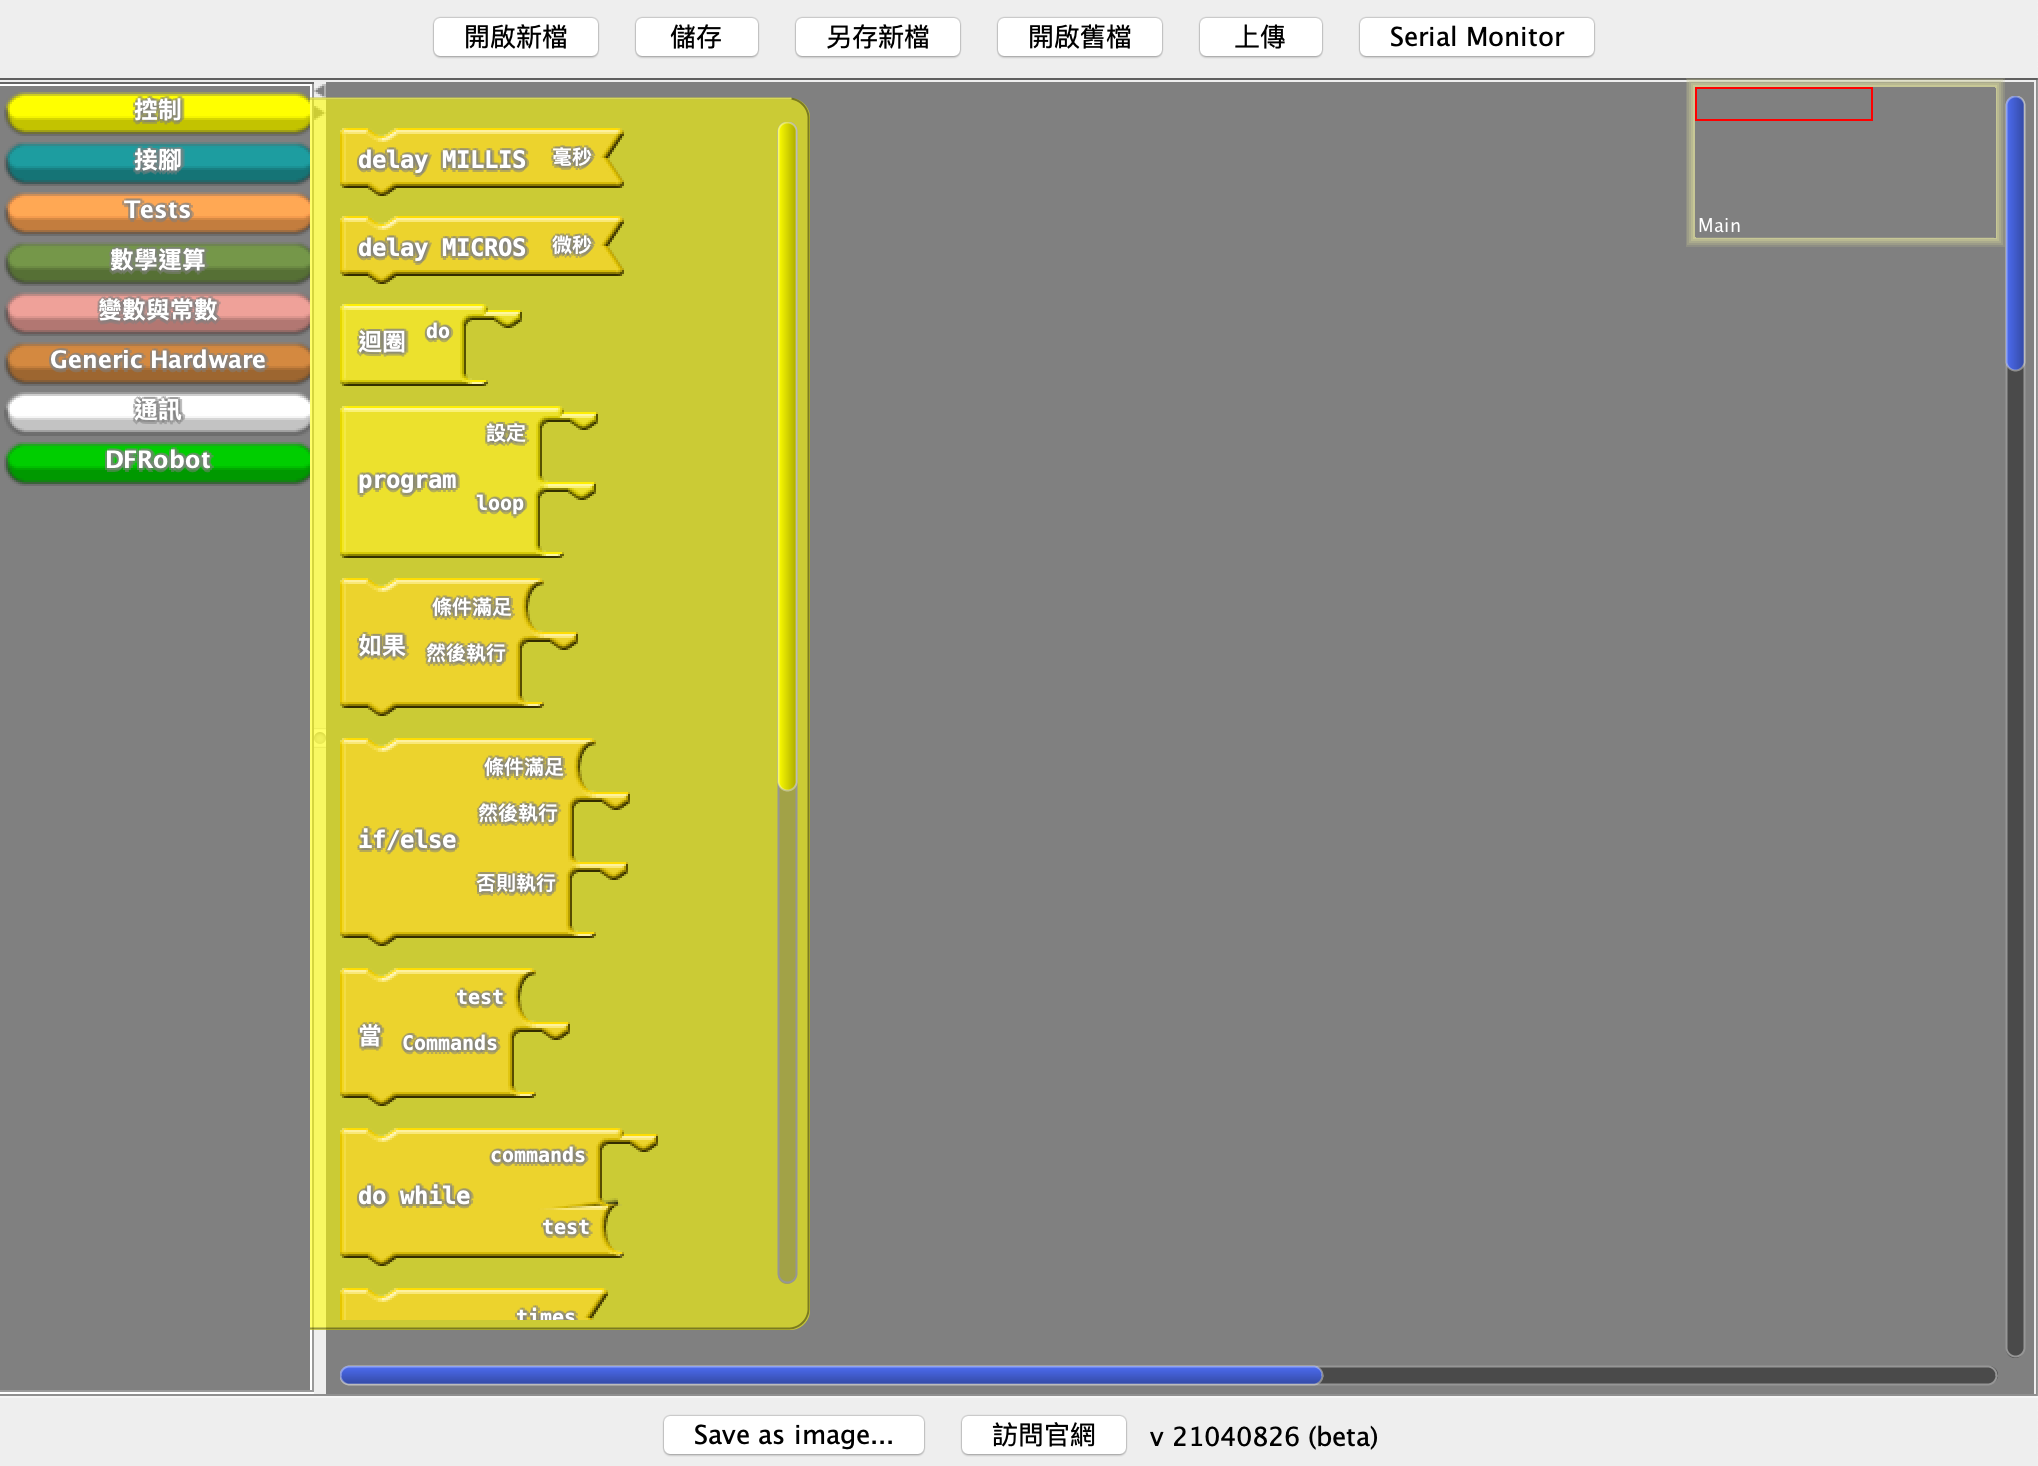 開啟新檔 儲存 另存新檔 開啟舊檔 上傳 Serial Monitor
控制
接腳
Tests
數學運算
變數與常數
Generic Hardware
通訊
DFRobot
delay MILLIS 毫秒
delay MICROS 微秒
迴圈 do
設定
program
loop
條件滿足
如果
然後執行
條件滿足
然後執行
if/else
否則執行
test
當
Commands
commands
do while
test
times
Main
Save as image... 訪問官網 v 21040826 (beta)